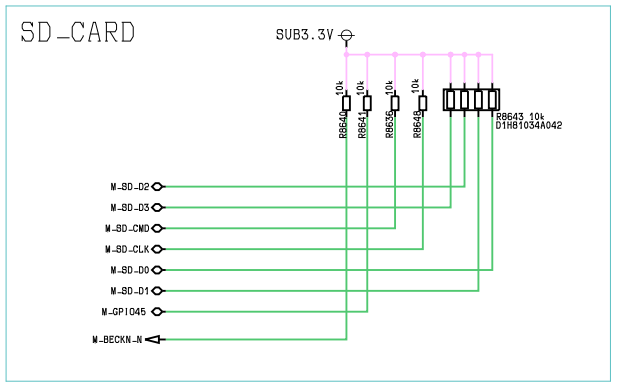 SD_CARD
SUB3.3V
10k
10k
10k
10k
R8640
R8641
R8636
R8648
R8643 10k
D1H81034A042
M-SD-D2
M-SD-D3
M-SD-CMD
M-SD-CLK
M-SD-D0
M-SD-D1
M-GPIO45
M-BECKN-N